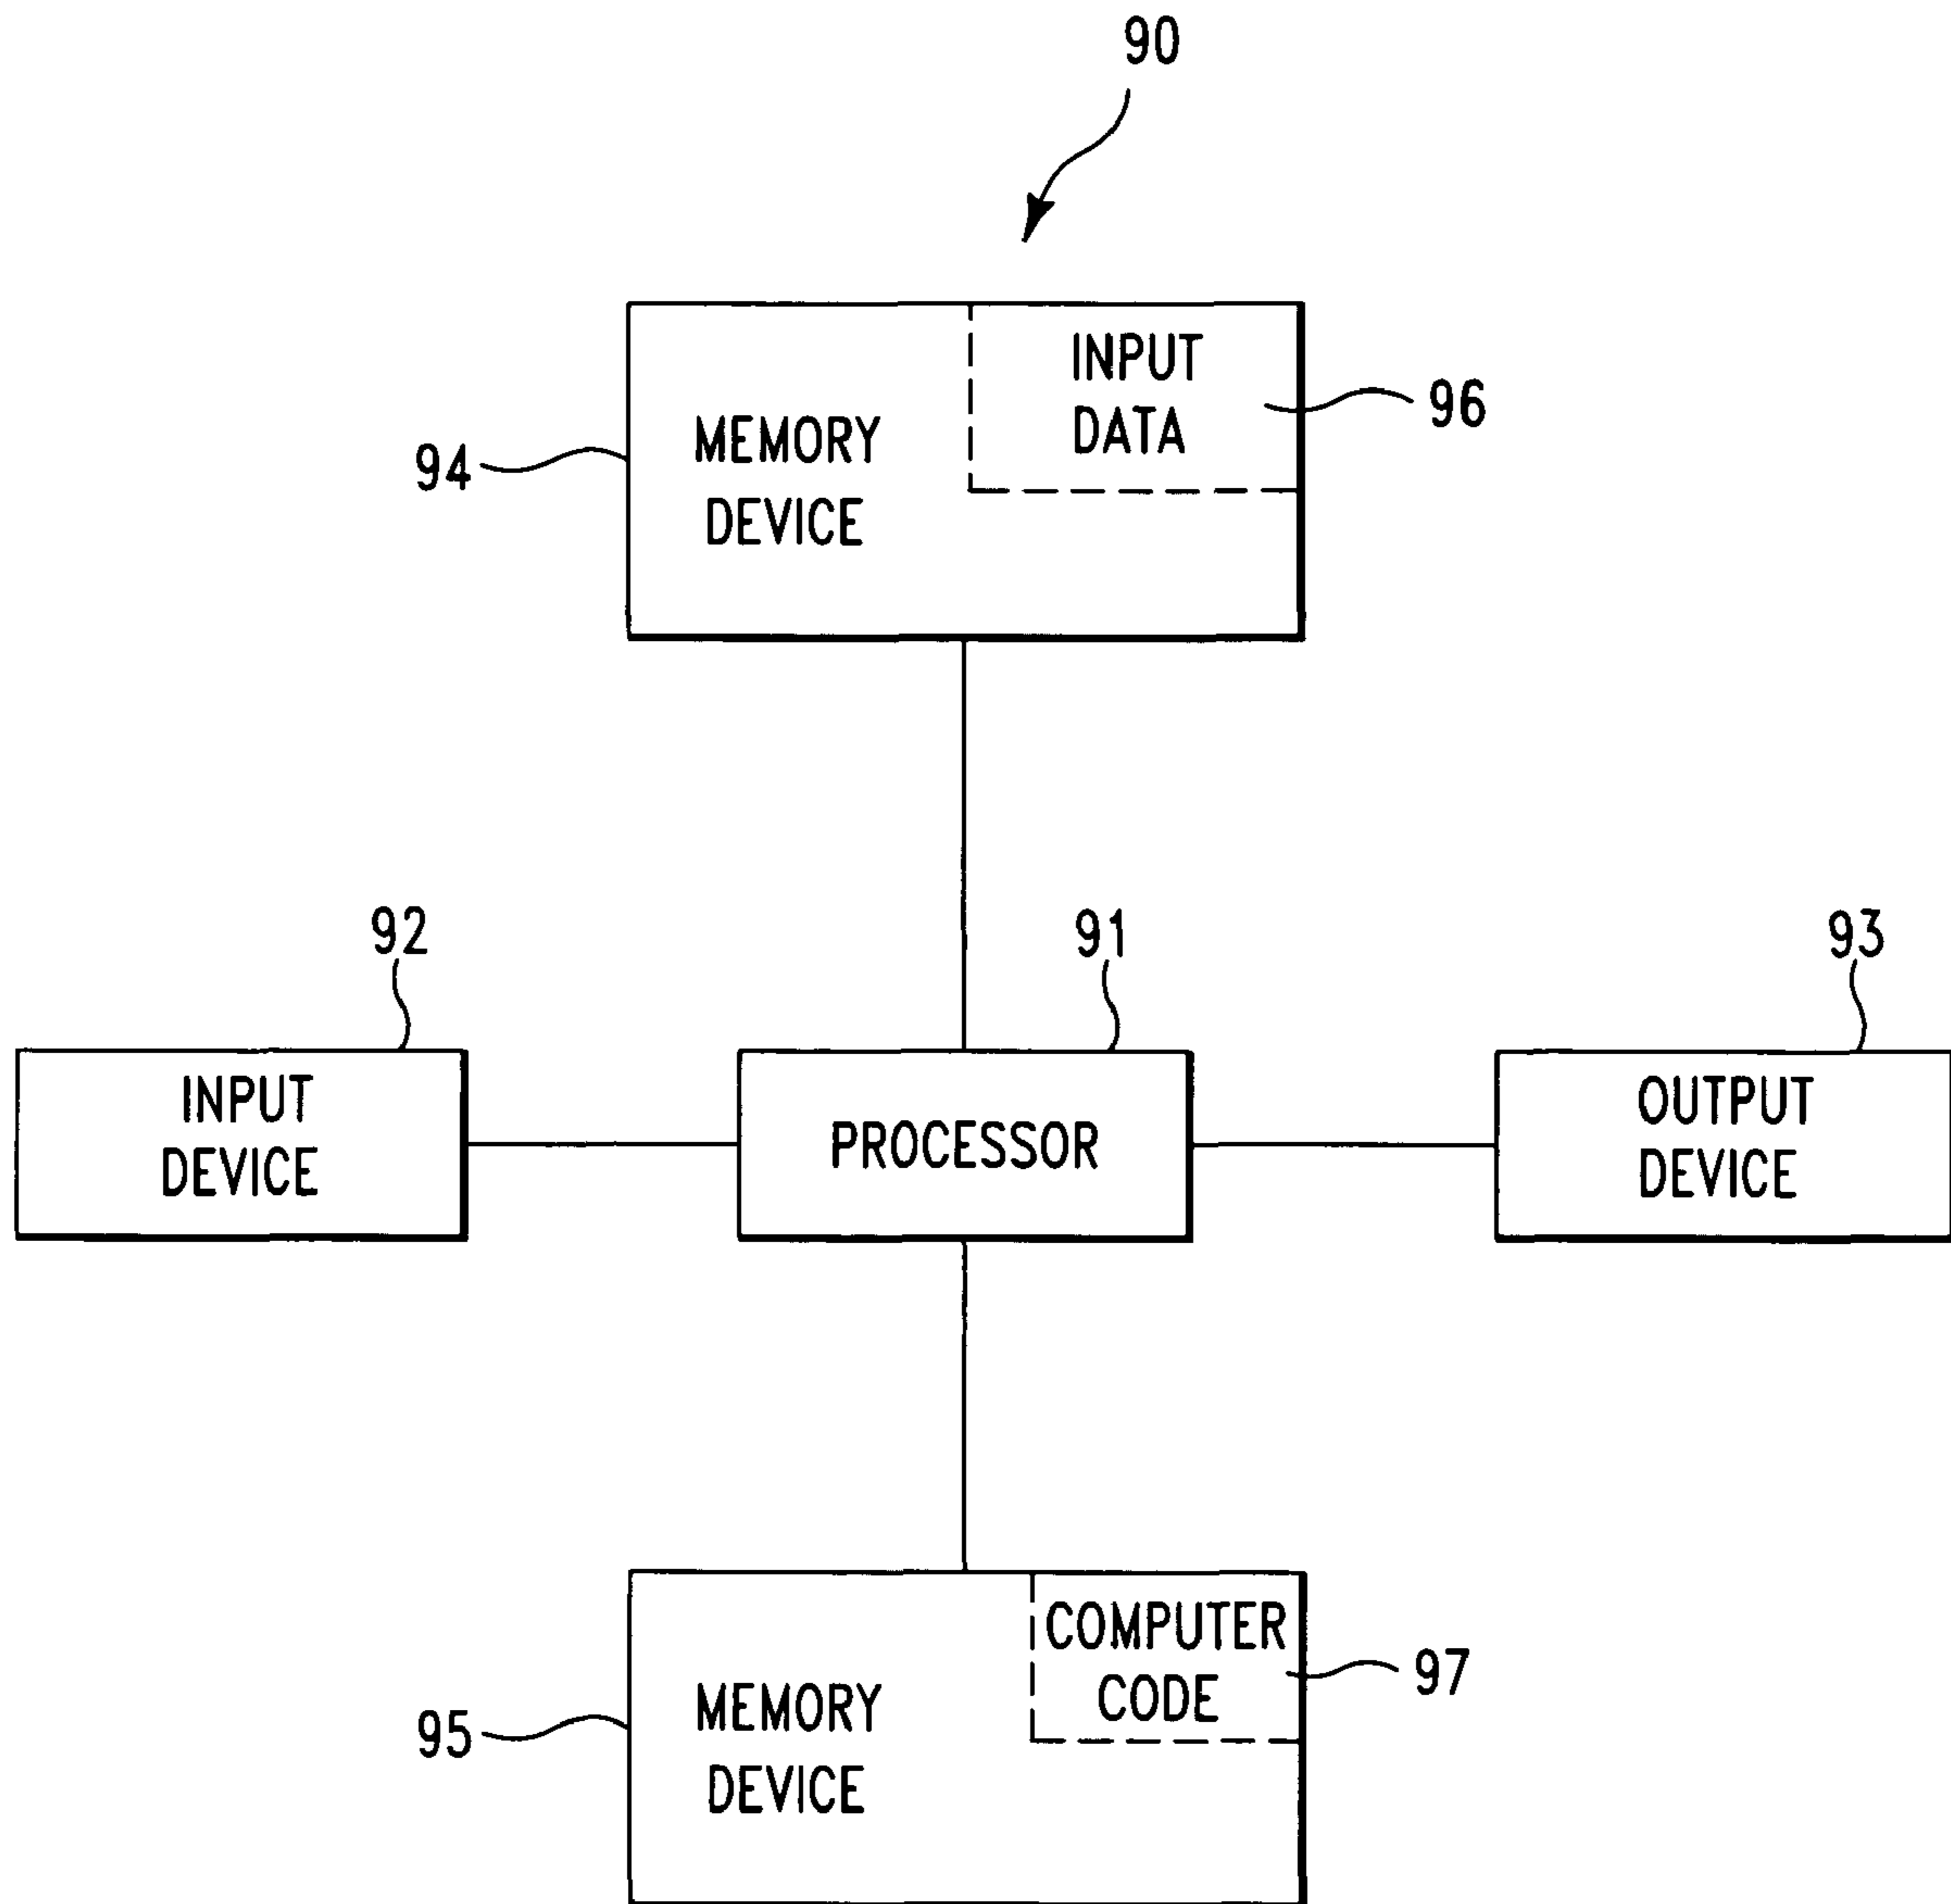 90
INPUT
DATA
96
94
MEMORY
DEVICE
92
91
93
INPUT
DEVICE
PROCESSOR
OUTPUT
DEVICE
COMPUTER
CODE
97
95
MEMORY
DEVICE